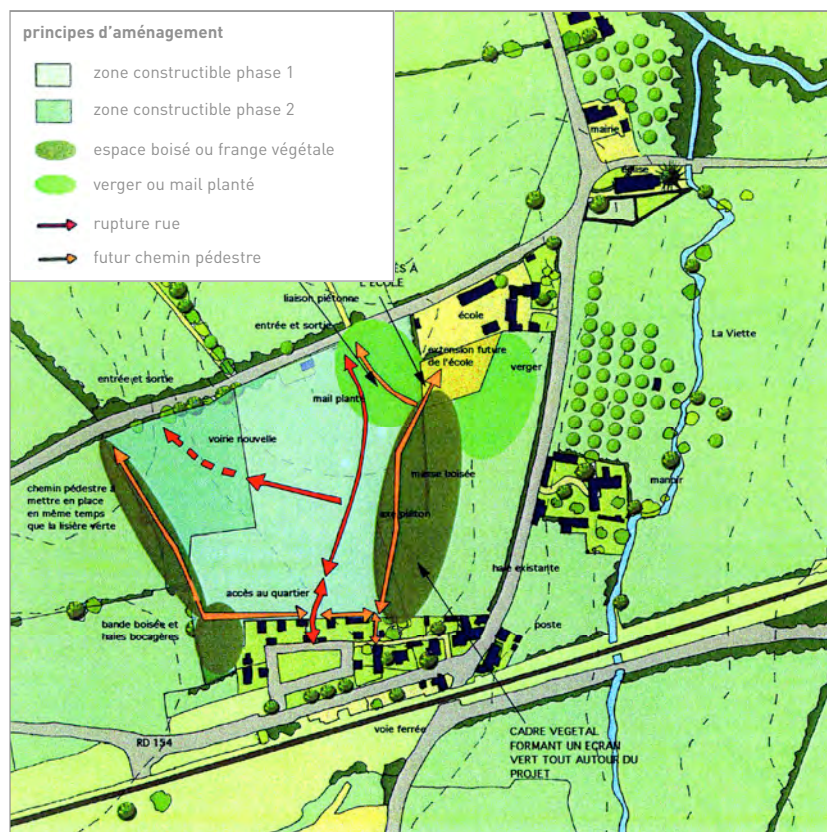 principes d'aménagement
zone constructible phase 1
zone constructible phase 2
espace boisé ou frange végétale
verger ou mail planté
rupture rue
futur chemin pédestre
mairie
église
L'ÉCOLE
liaison piétonne
école
entrée et sortie
La Viette
extension future
de l'école
verger
entrée et sortie
mail planté
voirie nouvelle
masse boisée
manoir
chemin pédestre à
mettre en place
en même temps
que la lisière verte
axe piéton
haie existante
accès au quartier
bande boisée et
haies bocagères
poste
voie ferrée
RD 154
CADRE VEGETAL
FORMANT UN ECRAN
VERT TOUT AUTOUR DU
PROJET